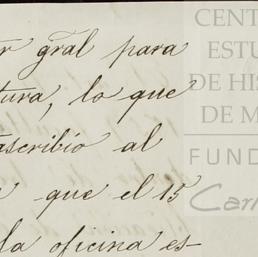 gral para
tura, lo que
ascribio al
que el 15
la oficina es-
CENT
ESTU
DE HIS
DE M
FUND
Car